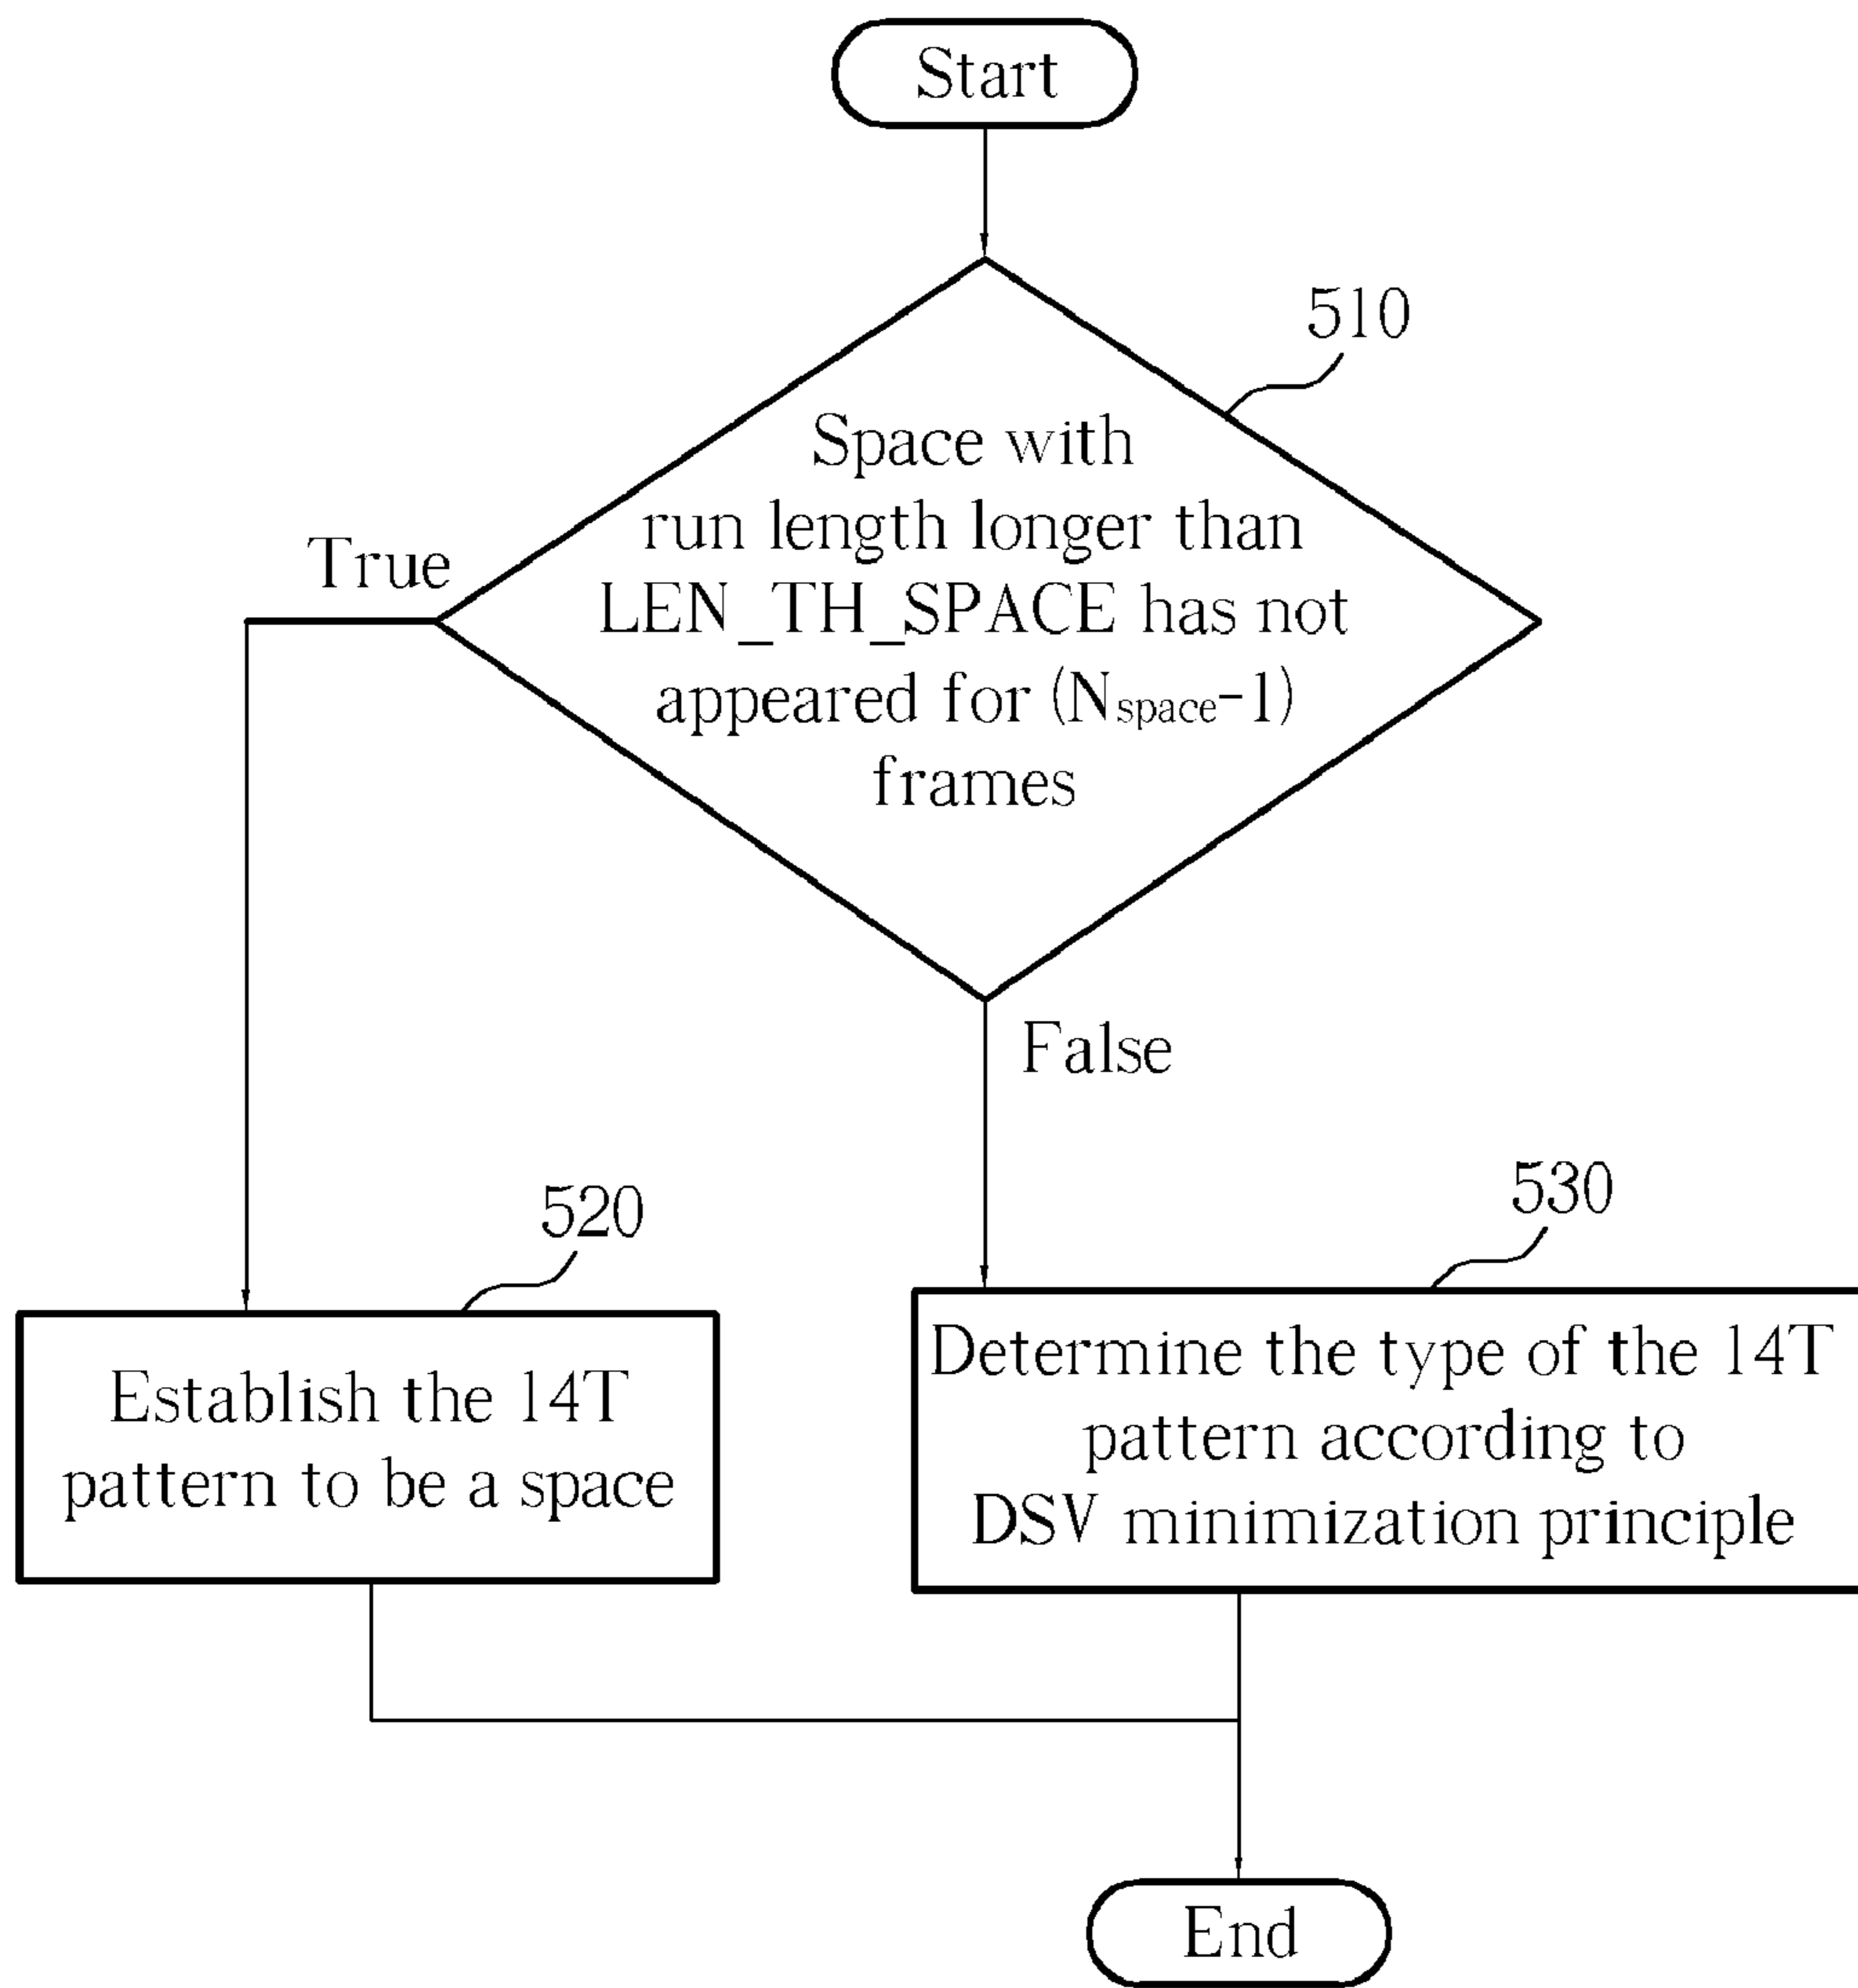 Start
510
Space with
run length longer than
LEN_TH_SPACE has not
appeared for (Nspace-1)
frames
True
False
520
Establish the 14T
pattern to be a space
530
Determine the type of the 14T
pattern according to
DSV minimization principle
End